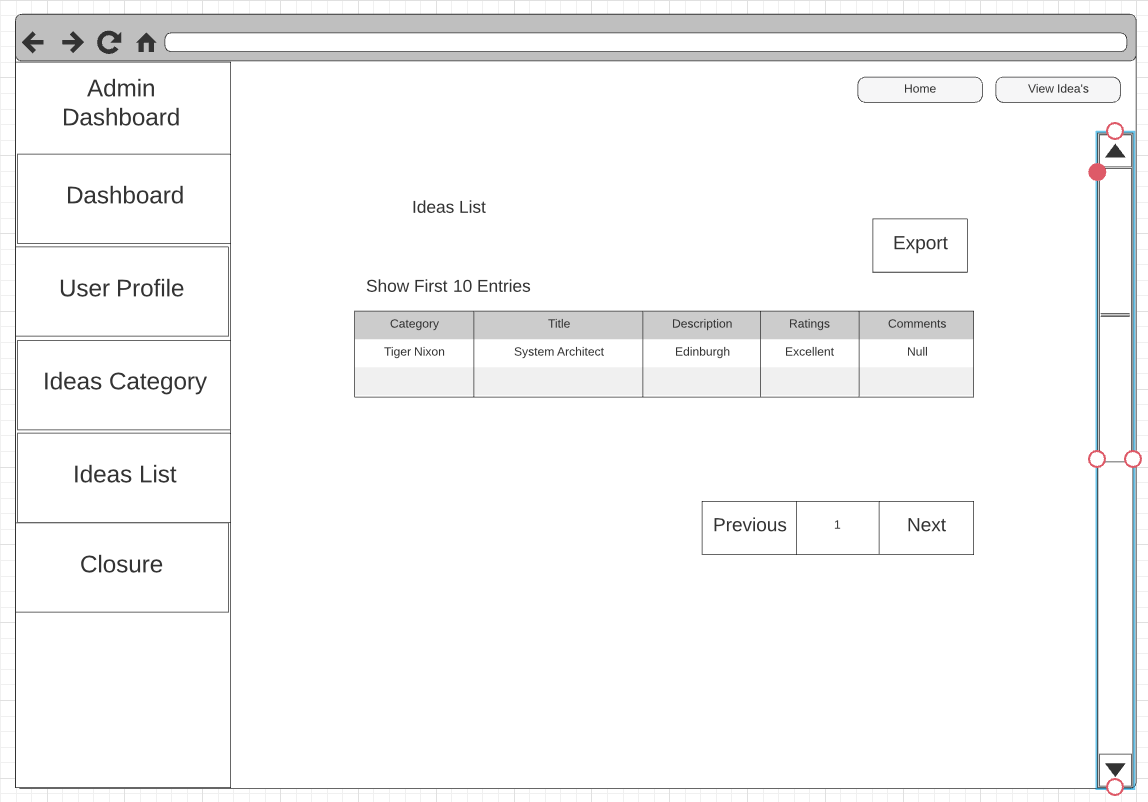 Admin
Dashboard
Home
View Idea's
Dashboard
User Profile
Ideas Category
Ideas List
Closure
Ideas List
Export
Show First 10 Entries
Category Title Description Ratings Comments
Tiger Nixon System Architect Edinburgh Excellent Null
Previous 1 Next